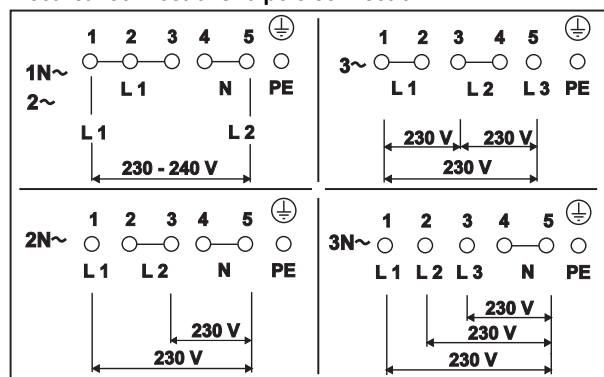 1 2 3 4 5
1N~
2~
L 1 N PE
L 1 L 2
230 - 240 V
1 2 3 4 5
3~
L 1 L 2 L 3 PE
230 V 230 V
230 V
1 2 3 4 5
2N~
L 1 L 2 N PE
230 V
230 V
1 2 3 4 5
3N~
L 1 L 2 L 3 N PE
230 V
230 V
230 V